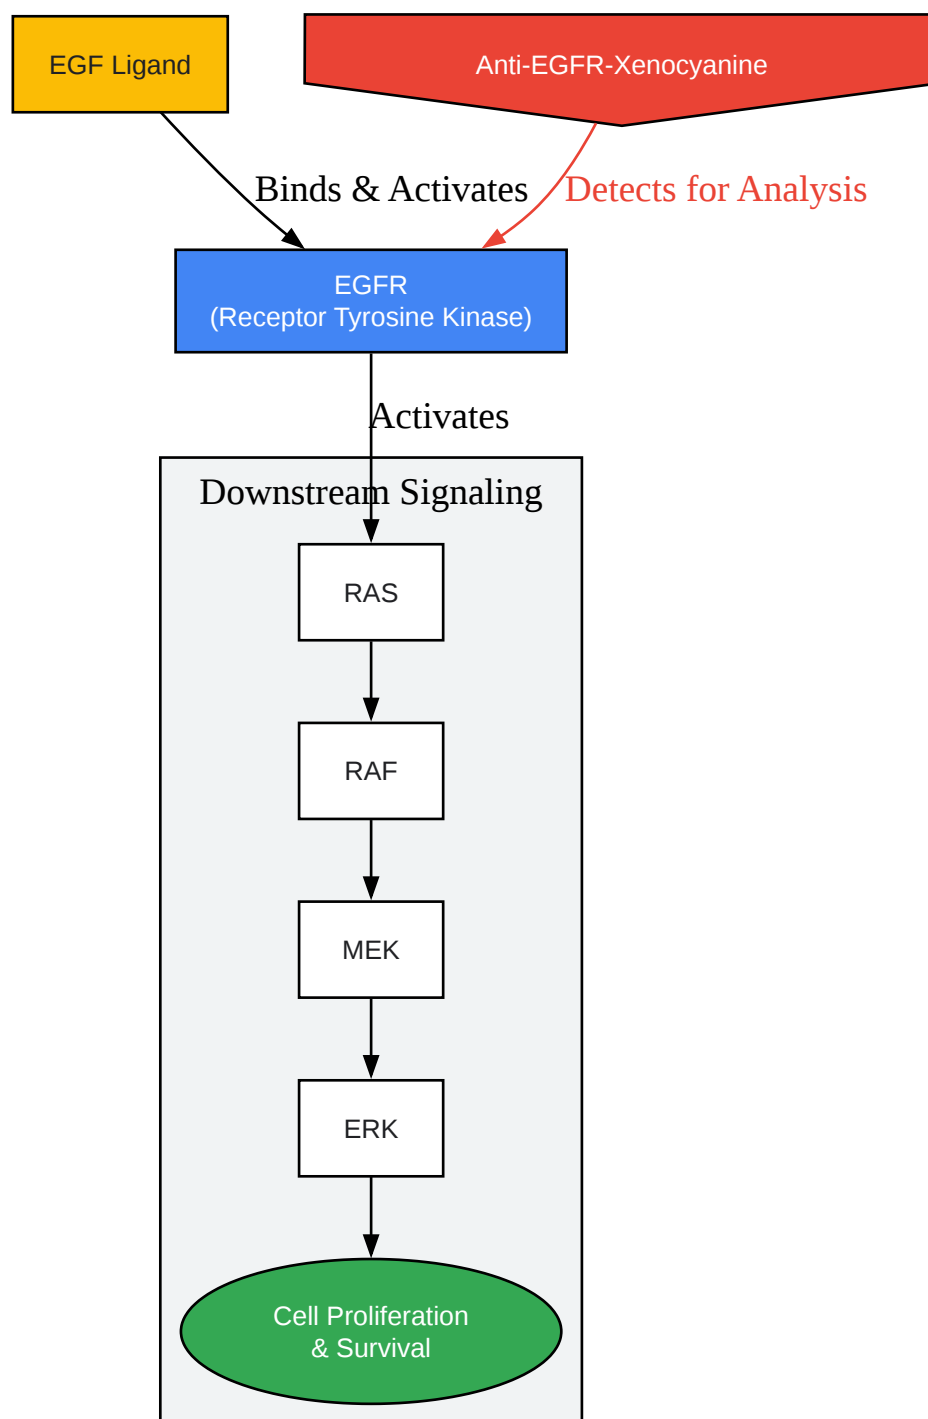 EGF Ligand
Anti-EGFR-Xenocyanine
Binds & Activates
Detects for Analysis
EGFR
(Receptor Tyrosine Kinase)
Activates
Downstream Signaling
RAS
RAF
MEK
ERK
Cell Proliferation
& Survival